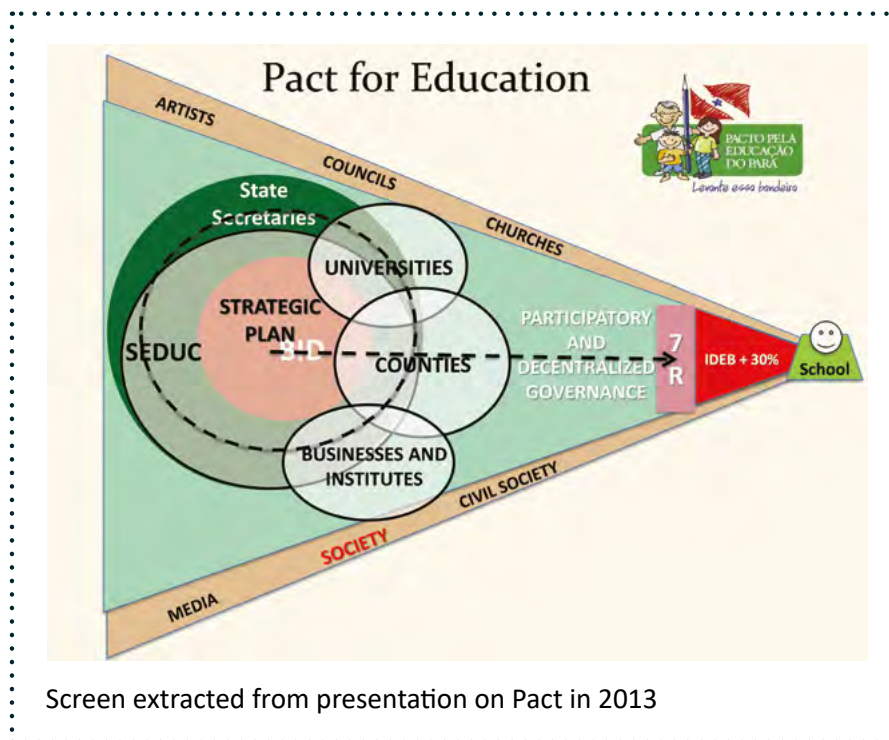 Pact for Education
PACTO PELA
EDUCAÇÃO
DO PARÁ
Levante essa bandeira
ARTISTS
COUNCILS
CHURCHES
State
Secretaries
UNIVERSITIES
STRATEGIC
PLAN
BID
SEDUC
COUNTIES
BUSINESSES AND
INSTITUTES
PARTICIPATORY
AND
DECENTRALIZED
GOVERNANCE
7
R
IDEB + 30%
School
CIVIL SOCIETY
SOCIETY
MEDIA
Screen extracted from presentation on Pact in 2013